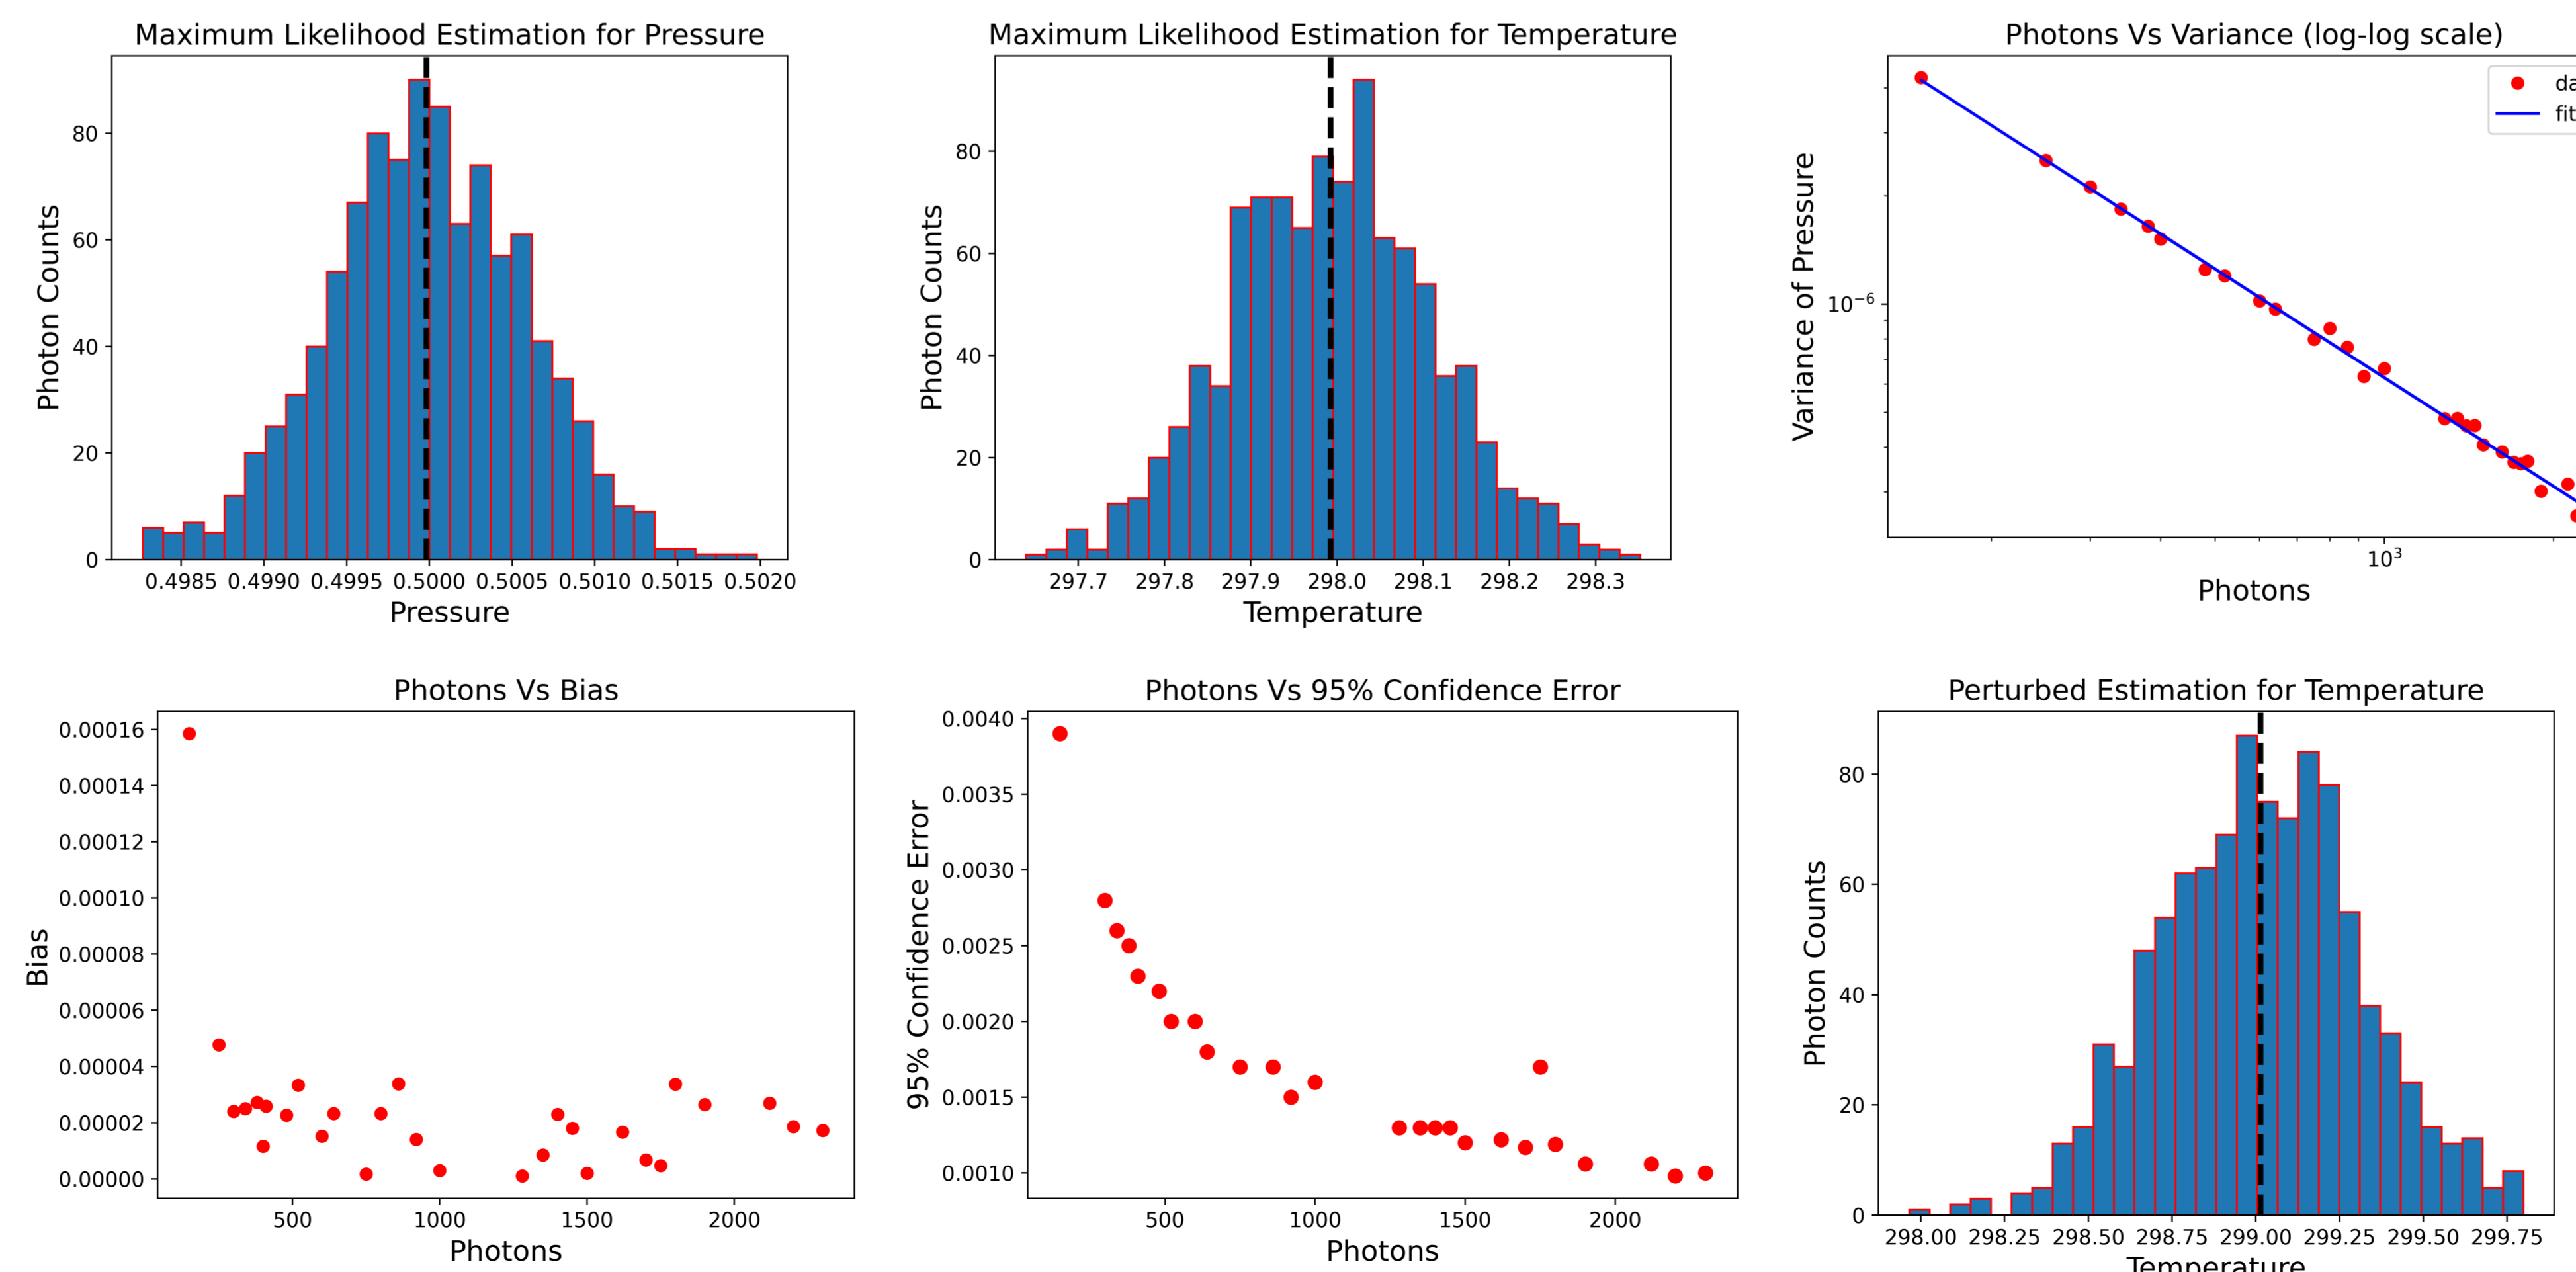 Maximum Likelihood Estimation for Pressure
Photon Counts
80
60
40
20
0
0.4985 0.4990 0.4995 0.5000 0.5005 0.5010 0.5015 0.5020
Pressure
Maximum Likelihood Estimation for Temperature
Photon Counts
80
60
40
20
0
297.7 297.8 297.9 298.0 298.1 298.2 298.3
Temperature
Photons Vs Variance (log-log scale)
da
fit
Variance of Pressure
10⁻⁶
10³
Photons
Photons Vs Bias
Bias
0.00016
0.00014
0.00012
0.00010
0.00008
0.00006
0.00004
0.00002
0.00000
500 1000 1500 2000
Photons
Photons Vs 95% Confidence Error
95% Confidence Error
0.0040
0.0035
0.0030
0.0025
0.0020
0.0015
0.0010
500 1000 1500 2000
Photons
Perturbed Estimation for Temperature
Photon Counts
80
60
40
20
0
298.00 298.25 298.50 298.75 299.00 299.25 299.50 299.75
Temperature